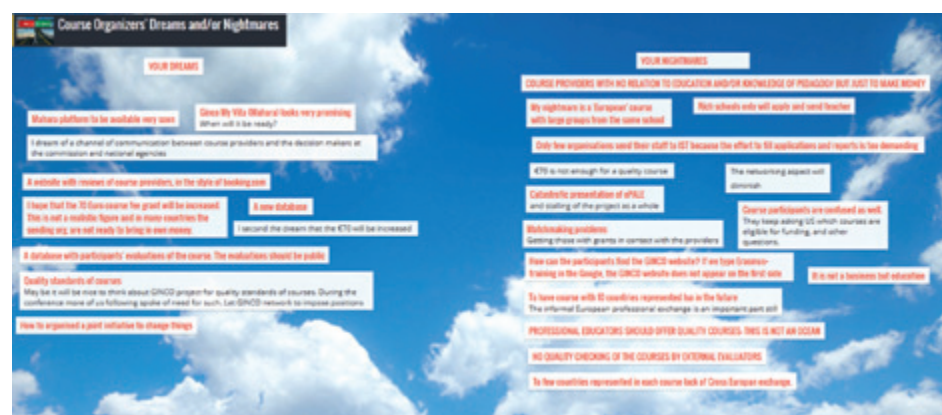 Course Organizers' Dreams and/or Nightmares
YOUR DREAMS
Mahara platform to be available very soon
Ginco My Villa (Mahara) looks very promising
When will it be ready?
I dream of a channel of communication between course providers and the decision makers at
the commission and national agencies
A website with reviews of course providers, in the style of booking.com
I hope that the 70 Euro course fee grant will be increased.
This is not a realistic figure and in many countries the
sending org. are not ready to bring in own money.
A new database
I second the dream that the €70 will be increased
A database with participants' evaluations of the course. The evaluations should be public
Quality standards of courses
May be it will be nice to think about GINCO project for quality standards of courses. During the
conference more of us following spoke of need for such. Let GINCO network to impose positions
How to organised a joint initiative to change things
YOUR NIGHTMARES
COURSE PROVIDERS WITH NO RELATION TO EDUCATION AND/OR KNOWLEDGE OF PEDAGOGY BUT JUST TO MAKE MONEY
My nightmare is a 'European' course
with large groups from the same school
Rich schools only will apply and send teacher
Only few organisations send their staff to IST because the effort to fill applications and reports is too demanding
€70 is not enough for a quality course
The networking aspect will
diminish
Catastrofic presentation of ePALE
and stalling of the project as a whole
Course participants are confused as well.
They keep asking US which courses are
eligible for funding, and other
questions.
Matchmaking problems
Getting those with grants in contact with the providers
How can the participants find the GINCO website? If we type Erasmus+
training in the Google, the GINCO website does not appear on the first site
It is not a business but education
To have course with 10 countries represented has in the future
The informal European professional exchange is an important part still
PROFESSIONAL EDUCATORS SHOULD OFFER QUALITY COURSES: THIS IS NOT AN OCEAN
NO QUALITY CHECKING OF THE COURSES BY EXTERNAL EVALUATORS
To few countries represented in each course lack of Cross Europan exchange.